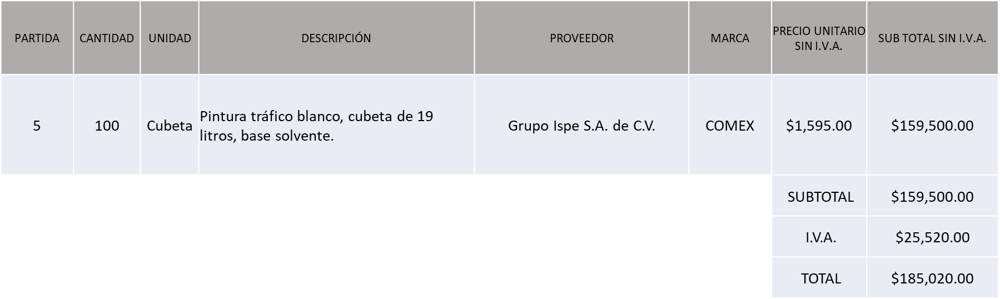 PARTIDA CANTIDAD UNIDAD DESCRIPCIÓN PROVEEDOR MARCA PRECIO UNITARIO SIN I.V.A. SUB TOTAL SIN I.V.A.
5 100 Cubeta Pintura tráfico blanco, cubeta de 19 litros, base solvente. Grupo Ispe S.A. de C.V. COMEX $1,595.00 $159,500.00
SUBTOTAL $159,500.00
I.V.A. $25,520.00
TOTAL $185,020.00